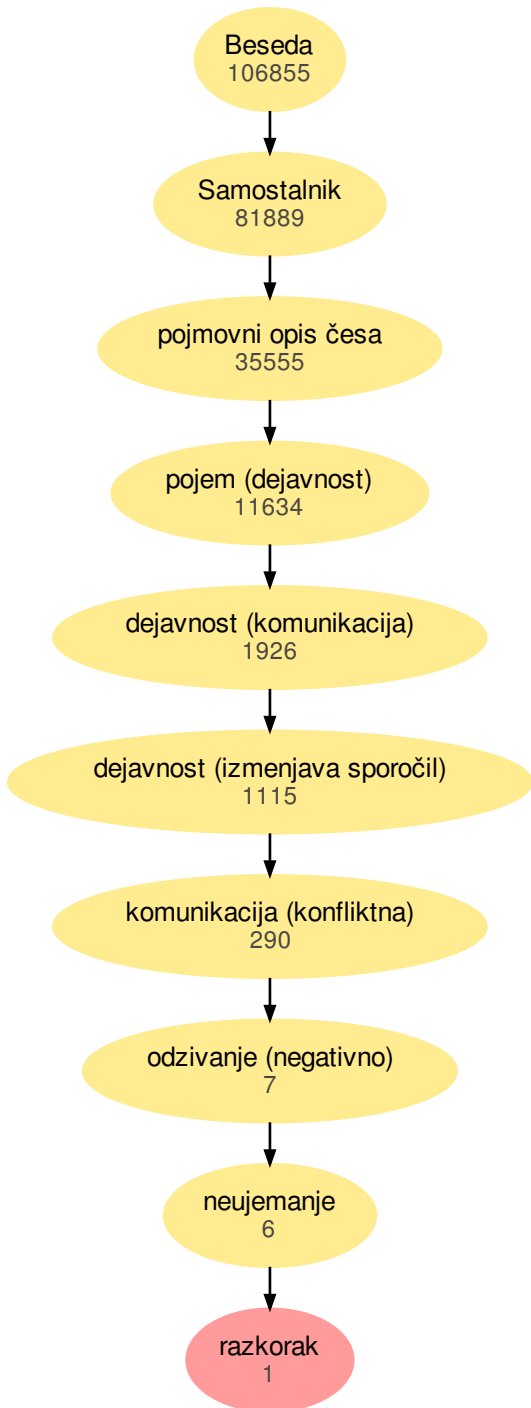 Beseda
106855
Samostalnik
81889
pojmovni opis česa
35555
pojem (dejavnost)
11634
dejavnost (komunikacija)
1926
dejavnost (izmenjava sporočil)
1115
komunikacija (konfliktna)
290
odzivanje (negativno)
7
neujemanje
6
razkorak
1